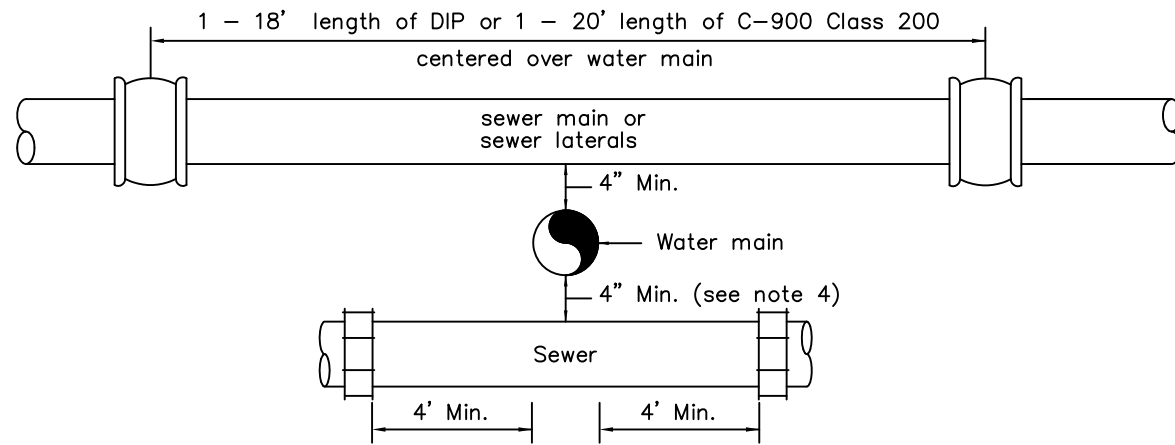 1 - 18' length of DIP or 1 - 20' length of C-900 Class 200
centered over water main
sewer main or
sewer laterals
4" Min.
Water main
4" Min. (see note 4)
Sewer
4' Min.
4' Min.